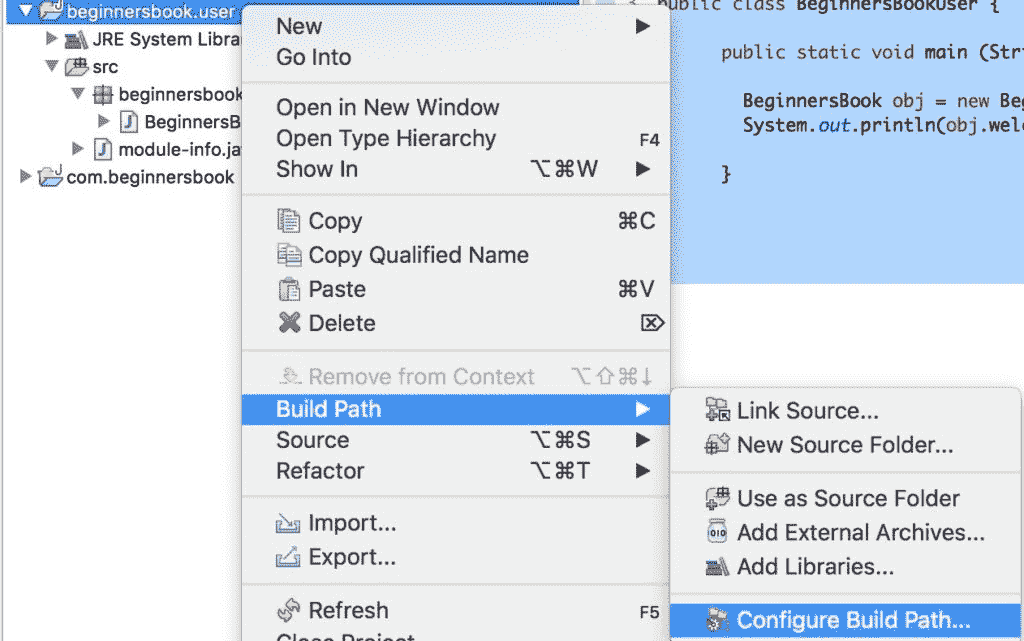 beginnersbook.user
JRE System Libra
src
beginnersbook
BeginnersB
module-info.ja
com.beginnersbook
New
Go Into
Open in New Window
Open Type Hierarchy F4
Show In ⌥⌘W
Copy ⌘C
Copy Qualified Name
Paste ⌘V
Delete ⌦
Remove from Context ⌥⇧⌘↓
Build Path
Source ⌥⌘S
Refactor ⌥⌘T
Import...
Export...
Refresh F5
Close Project
public class BeginnersBookUser {
public static void main (Stri
BeginnersBook obj = new Beg
System.out.println(obj.welc
}
Link Source...
New Source Folder...
Use as Source Folder
Add External Archives...
Add Libraries...
Configure Build Path...